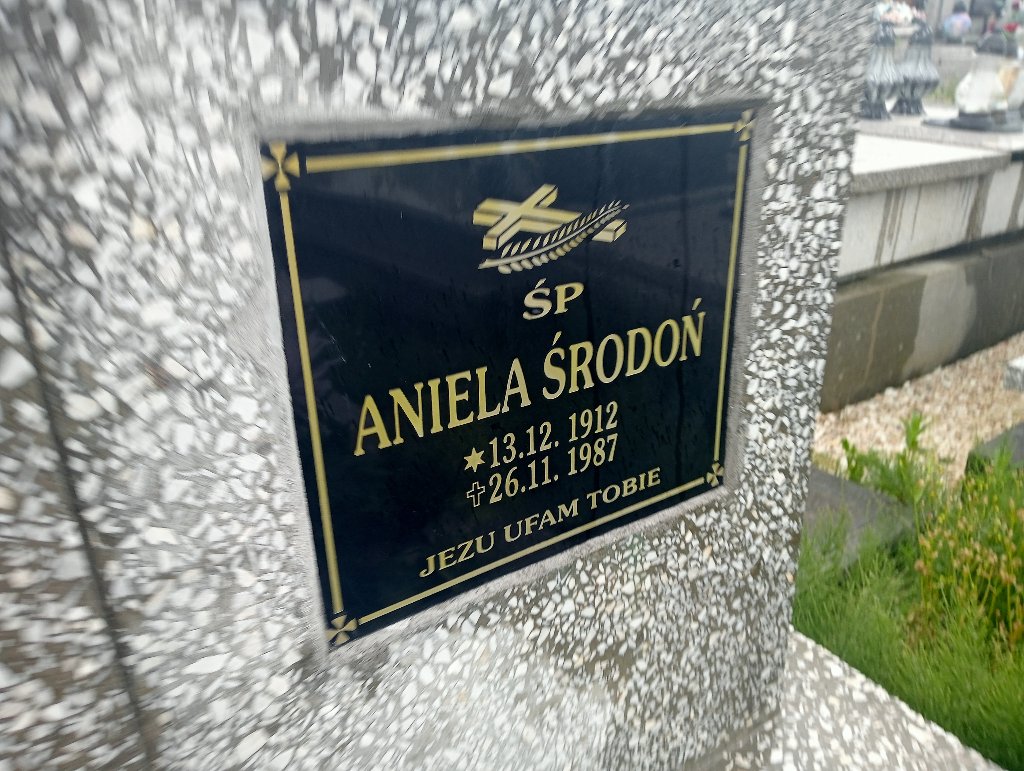 ŚP
ANIELA ŚRODOŃ
13.12. 1912
26.11. 1987
JEZU UFAM TOBIE